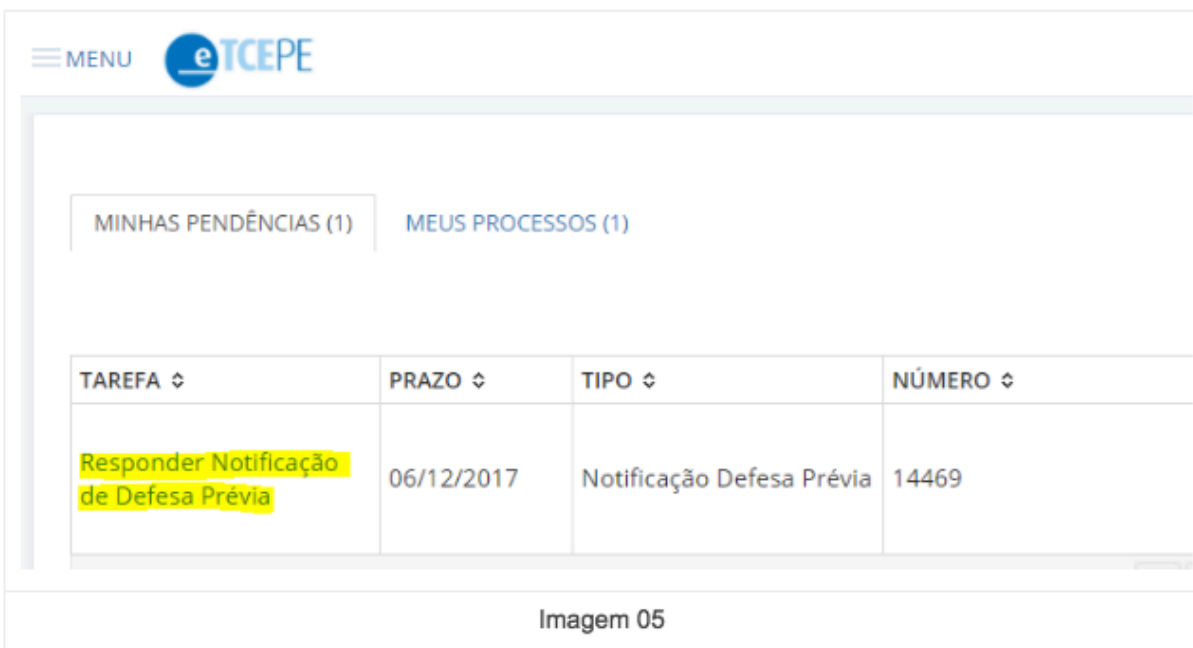 MENU e TCEPE
MINHAS PENDÊNCIAS (1) MEUS PROCESSOS (1)
TAREFA PRAZO TIPO NÚMERO
Responder Notificação
de Defesa Prévia
06/12/2017 Notificação Defesa Prévia 14469
Imagem 05